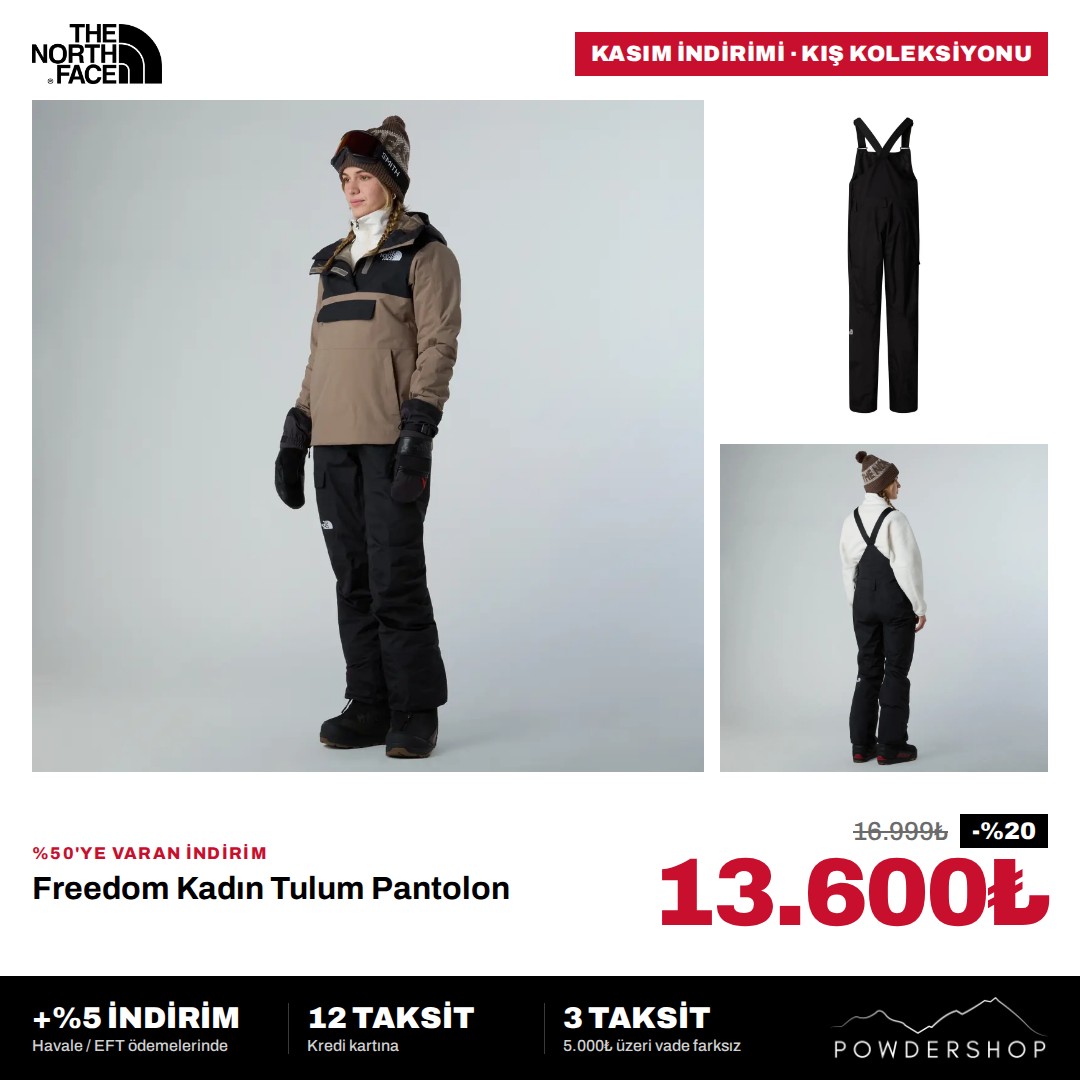 THE
NORTH
FACE
KASIM İNDİRİMİ · KIŞ KOLEKSİYONU
SMITH
%50'YE VARAN İNDİRİM
Freedom Kadın Tulum Pantolon
16.999₺
-%20
13.600₺
+%5 İNDİRİM
Havale / EFT ödemelerinde
12 TAKSİT
Kredi kartına
3 TAKSİT
5.000₺ üzeri vade farksız
POWDERSHOP